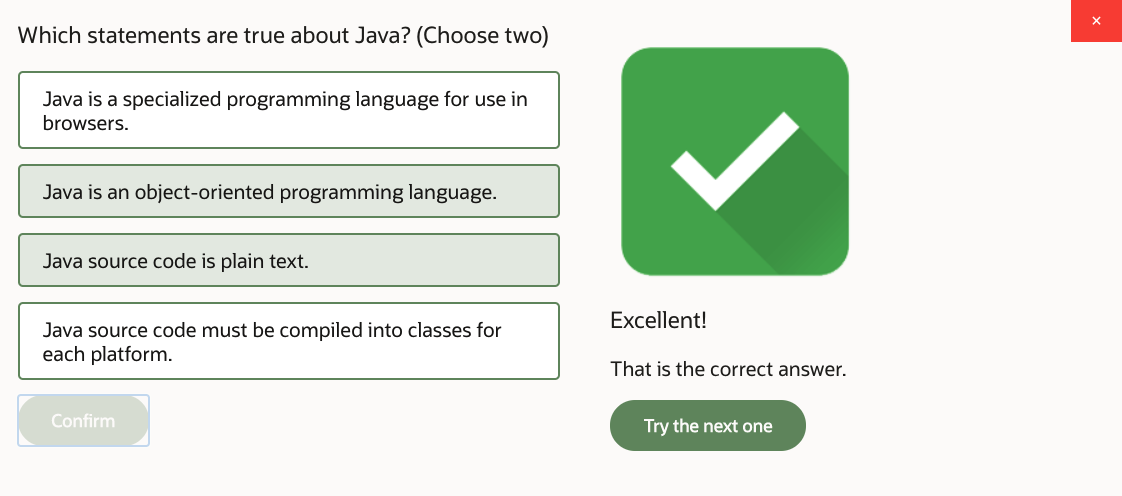 Which statements are true about Java? (Choose two)
Java is a specialized programming language for use in
browsers.
Java is an object-oriented programming language.
Java source code is plain text.
Java source code must be compiled into classes for
each platform.
Confirm
×
Excellent!
That is the correct answer.
Try the next one